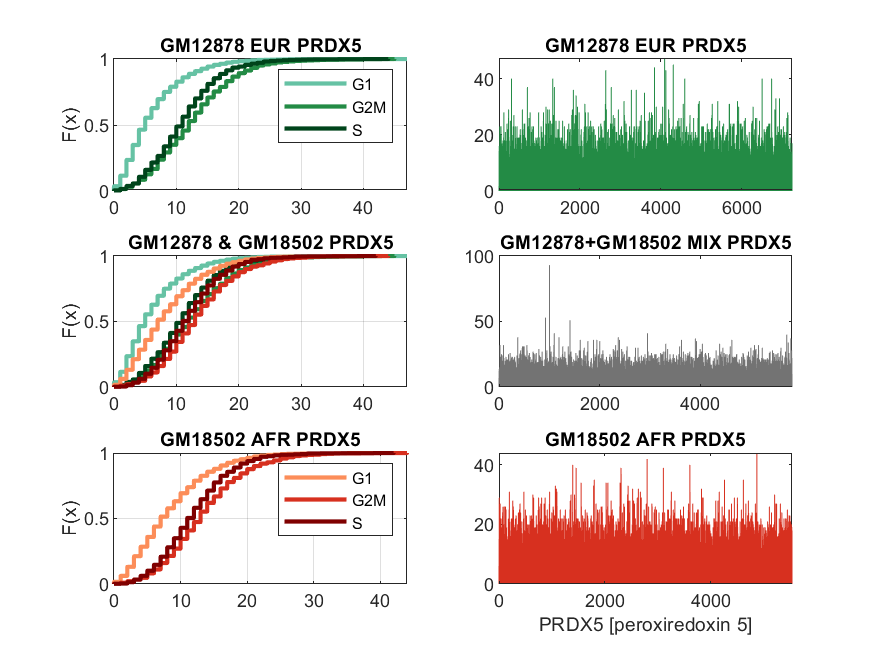 GM12878 EUR PRDX5
F(x)
1
0.5
0
0 10 20 30 40
G1
G2M
S
GM12878 EUR PRDX5
40
20
0
0 2000 4000 6000
GM12878 & GM18502 PRDX5
F(x)
1
0.5
0
0 10 20 30 40
GM12878+GM18502 MIX PRDX5
100
50
0
0 2000 4000
GM18502 AFR PRDX5
F(x)
1
0.5
0
0 10 20 30 40
G1
G2M
S
GM18502 AFR PRDX5
40
20
0
0 2000 4000
PRDX5 [peroxiredoxin 5]